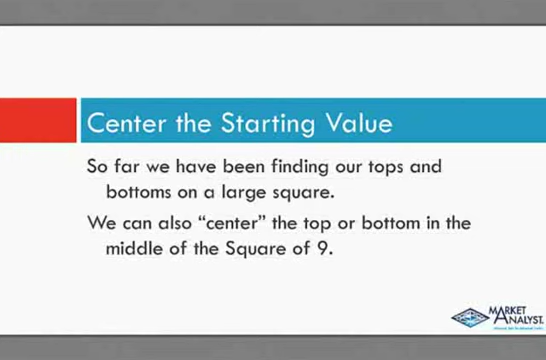 Center the Starting Value
So far we have been finding our tops and
bottoms on a large square.
We can also “center” the top or bottom in the
middle of the Square of 9.
MARKET
ANALYST